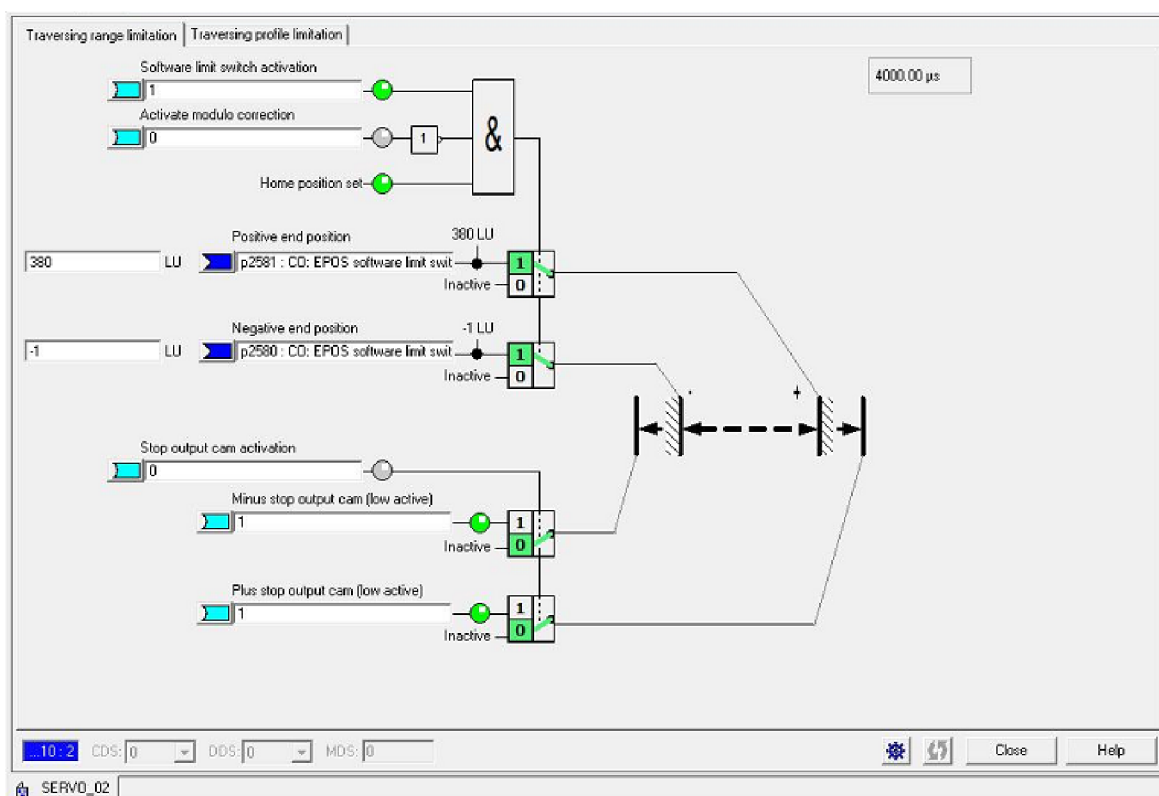 Traversing range limitation Traversing profile limitation
Software limit switch activation
4000.00 µs
1
Activate modulo correction
0
1
&
Home position set
Positive end position
380 LU
380 LU p2581 : CO: EPOS software limit swit
1
Inactive 0
Negative end position
-1 LU
-1 LU p2580 : CO: EPOS software limit swit
1
Inactive 0
- +
Stop output cam activation
0
Minus stop output cam (low active)
1 1
Inactive 0
Plus stop output cam (low active)
1 1
Inactive 0
...10 : 2 CDS: 0 DDS: 0 MDS: 0 Close Help
SERVO_02